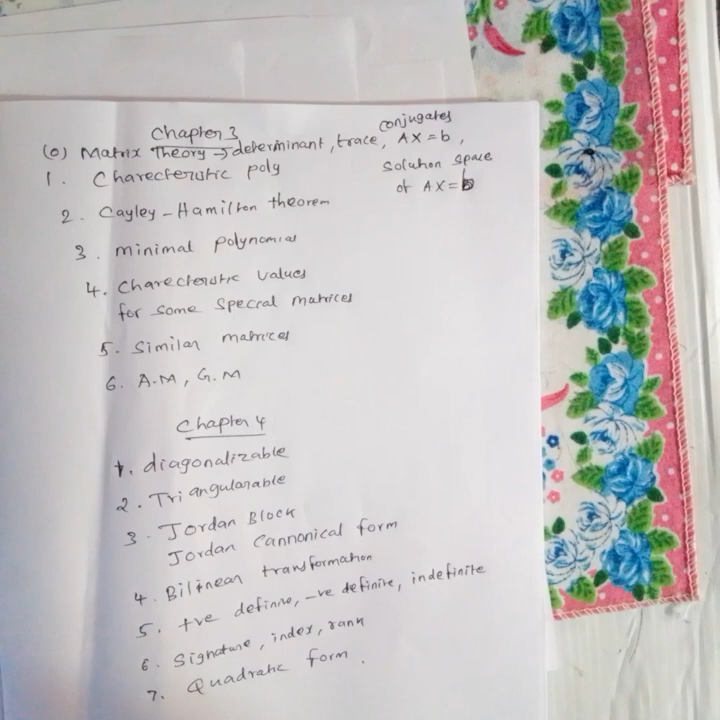 Chapter 3
(0) Matrix Theory → determinant, trace, conjugates, AX = b,
solution space
of AX = b
1. Charecteristic poly
2. Cayley - Hamilton theorem
3. minimal polynomial
4. Charecteristic values
for some special matrices
5. Similar matrices
6. A.M, G.M
Chapter 4
1. diagonalizable
2. Triangularable
3. Jordan Block
Jordan Cannonical form
4. Bilinear transformation
5. +ve definite, -ve definite, indefinite
6. Signature, index, rank
7. Quadratic form.